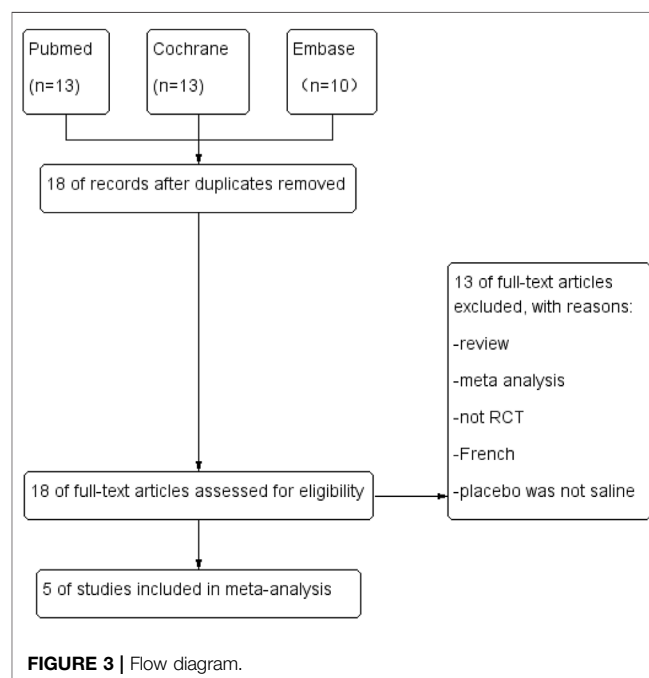 Pubmed
(n=13)
Cochrane
(n=13)
Embase
（n=10）
18 of records after duplicates removed
13 of full-text articles
excluded, with reasons:
-review
-meta analysis
-not RCT
-French
-placebo was not saline
18 of full-text articles assessed for eligibility
5 of studies included in meta-analysis
FIGURE 3 | Flow diagram.